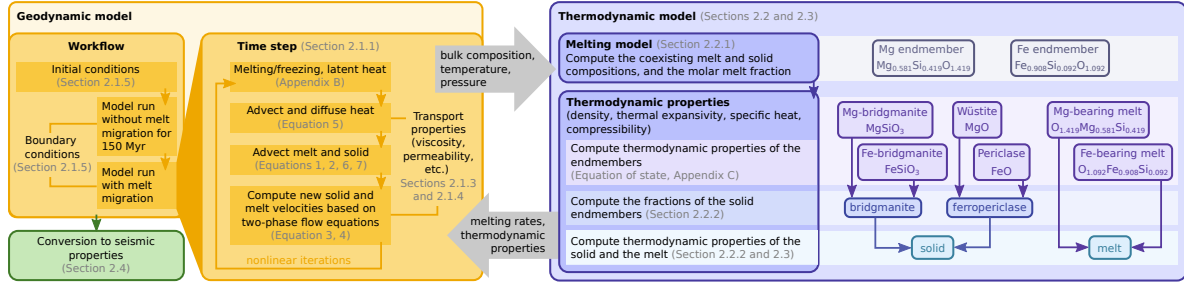 Geodynamic model
Workflow
Initial conditions
(Section 2.1.5)
Model run
without melt
migration for
150 Myr
Boundary
conditions
(Section 2.1.5)
Model run
with melt
migration
Conversion to seismic
properties
(Section 2.4)
Time step (Section 2.1.1)
Melting/freezing, latent heat
(Appendix B)
Advect and diffuse heat
(Equation 5)
Advect melt and solid
(Equations 1, 2, 6, 7)
Compute new solid and
melt velocities based on
two-phase flow equations
(Equation 3, 4)
nonlinear iterations
Transport
properties
(viscosity,
permeability,
etc.)
Sections 2.1.3
and 2.1.4
bulk composition,
temperature,
pressure
melting rates,
thermodynamic
properties
Thermodynamic model (Sections 2.2 and 2.3)
Melting model (Section 2.2.1)
Compute the coexisting melt and solid
compositions, and the molar melt fraction
Mg endmember
Mg₀.₅₈₁Si₀.₄₁₉O₁.₄₁₉
Fe endmember
Fe₀.₉₀₈Si₀.₀₉₂O₁.₀₉₂
Thermodynamic properties
(density, thermal expansivity, specific heat,
compressibility)
Compute thermodynamic properties of the
endmembers
(Equation of state, Appendix C)
Compute the fractions of the solid
endmembers (Section 2.2.2)
Compute thermodynamic properties of the
solid and the melt (Section 2.2.2 and 2.3)
Mg-bridgmanite
MgSiO₃
Fe-bridgmanite
FeSiO₃
Wüstite
MgO
Periclase
FeO
Mg-bearing melt
O₁.₄₁₉Mg₀.₅₈₁Si₀.₄₁₉
Fe-bearing melt
O₁.₀₉₂Fe₀.₉₀₈Si₀.₀₉₂
bridgmanite
ferropericlase
solid
melt